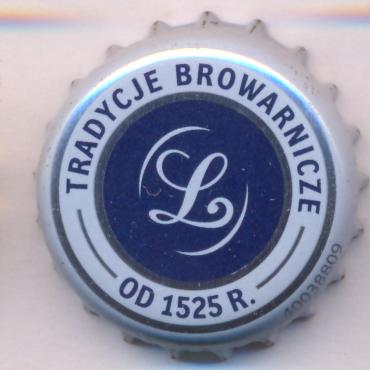 TRADYCJE BROWARNICZE
L
OD 1525 R.
40038809